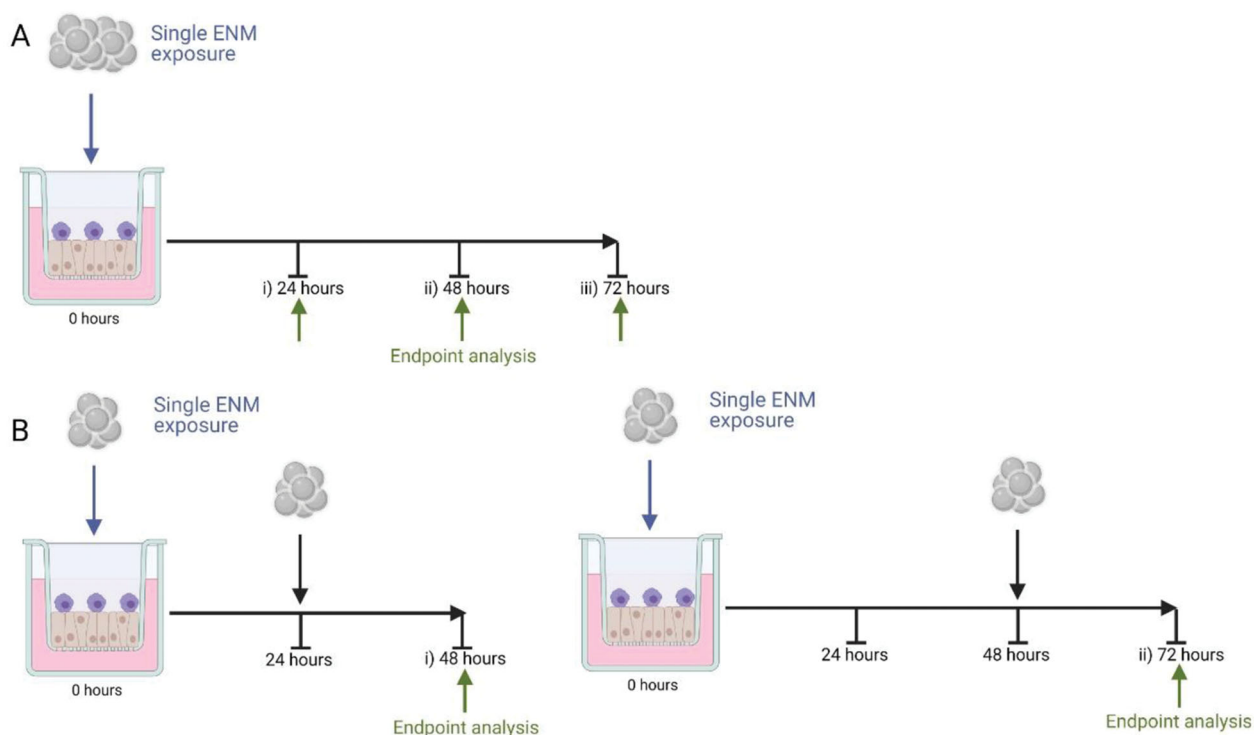 A
Single ENM
exposure
0 hours
i) 24 hours
ii) 48 hours
iii) 72 hours
Endpoint analysis
B
Single ENM
exposure
0 hours
24 hours
i) 48 hours
Endpoint analysis
Single ENM
exposure
0 hours
24 hours
48 hours
ii) 72 hours
Endpoint analysis